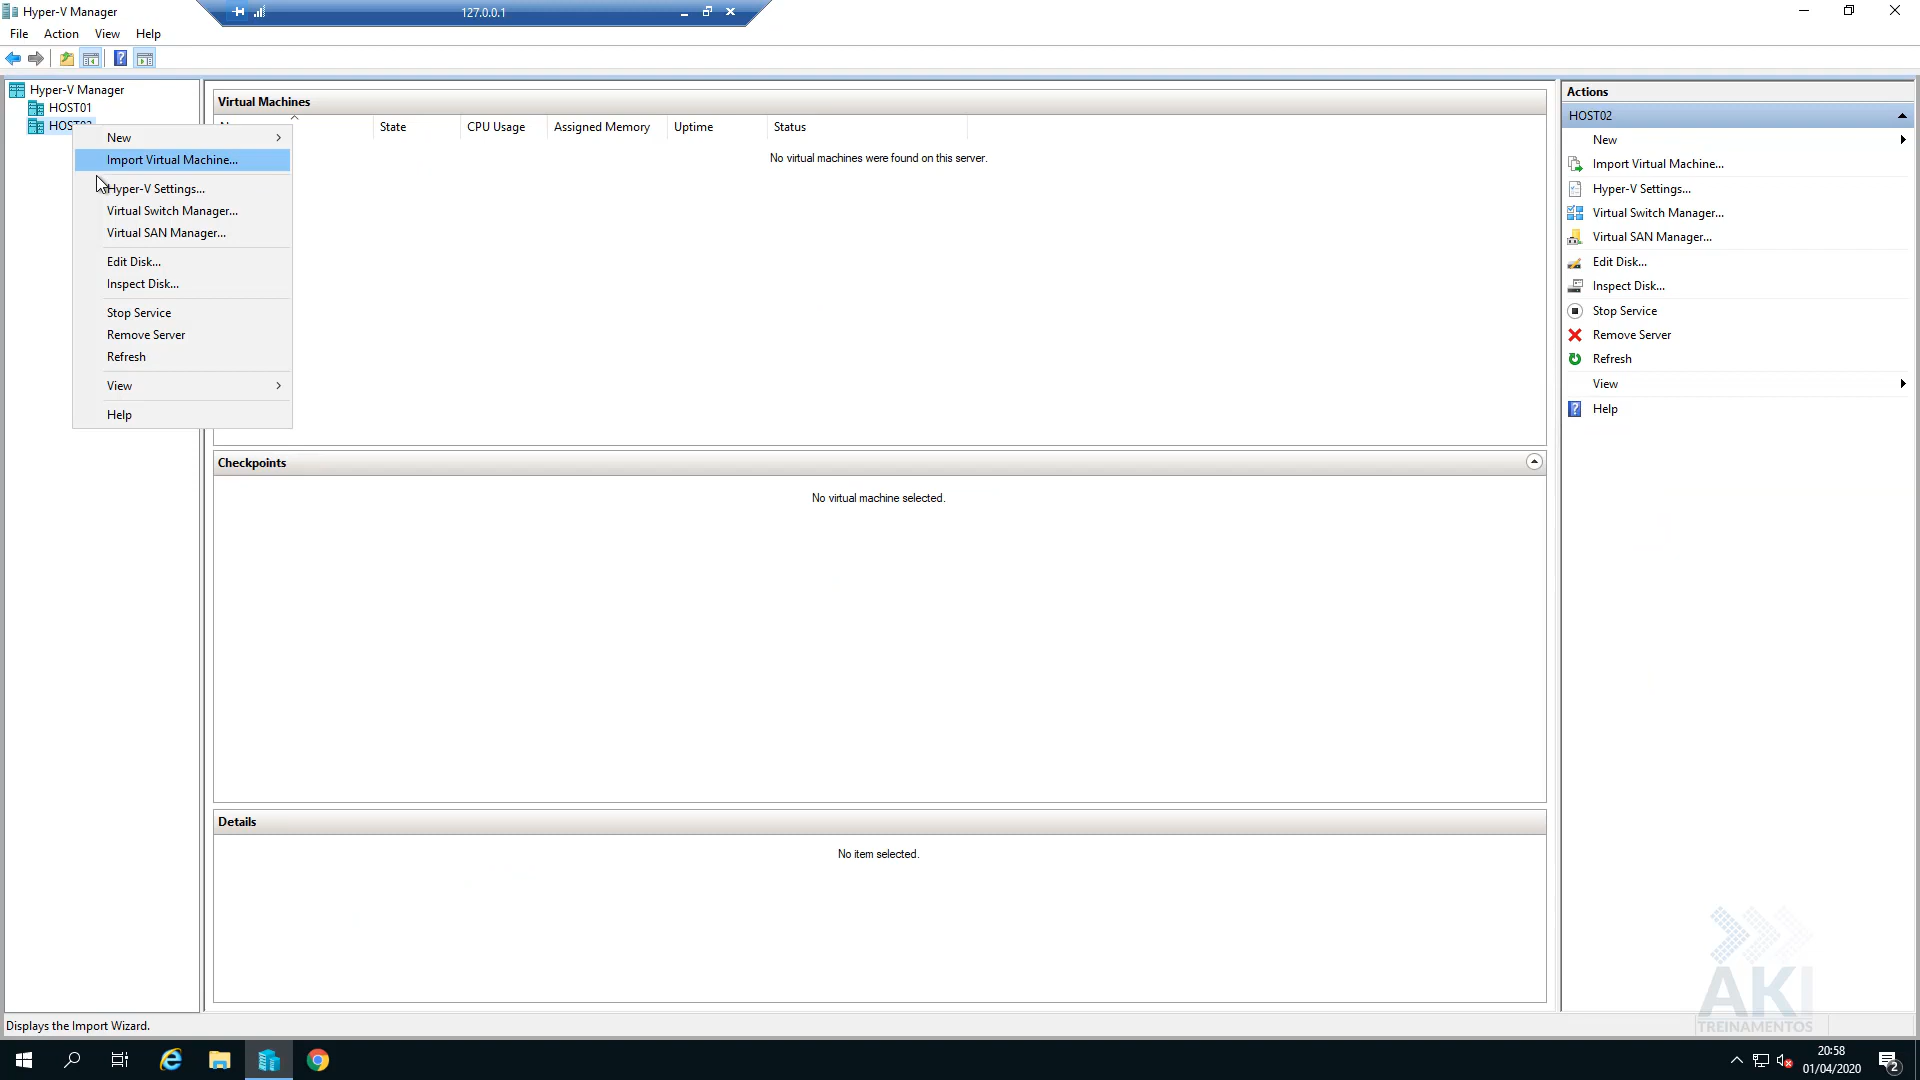 Hyper-V Manager
127.0.0.1
File Action View Help
Hyper-V Manager
HOST01
New
Import Virtual Machine...
Hyper-V Settings...
Virtual Switch Manager...
Virtual SAN Manager...
Edit Disk...
Inspect Disk...
Stop Service
Remove Server
Refresh
View
Help
Virtual Machines
State CPU Usage Assigned Memory Uptime Status
No virtual machines were found on this server.
Checkpoints
No virtual machine selected.
Details
No item selected.
Actions
HOST02
New
Import Virtual Machine...
Hyper-V Settings...
Virtual Switch Manager...
Virtual SAN Manager...
Edit Disk...
Inspect Disk...
Stop Service
Remove Server
Refresh
View
Help
AKI
TREINAMENTOS
Displays the Import Wizard.
20:58
01/04/2020
2